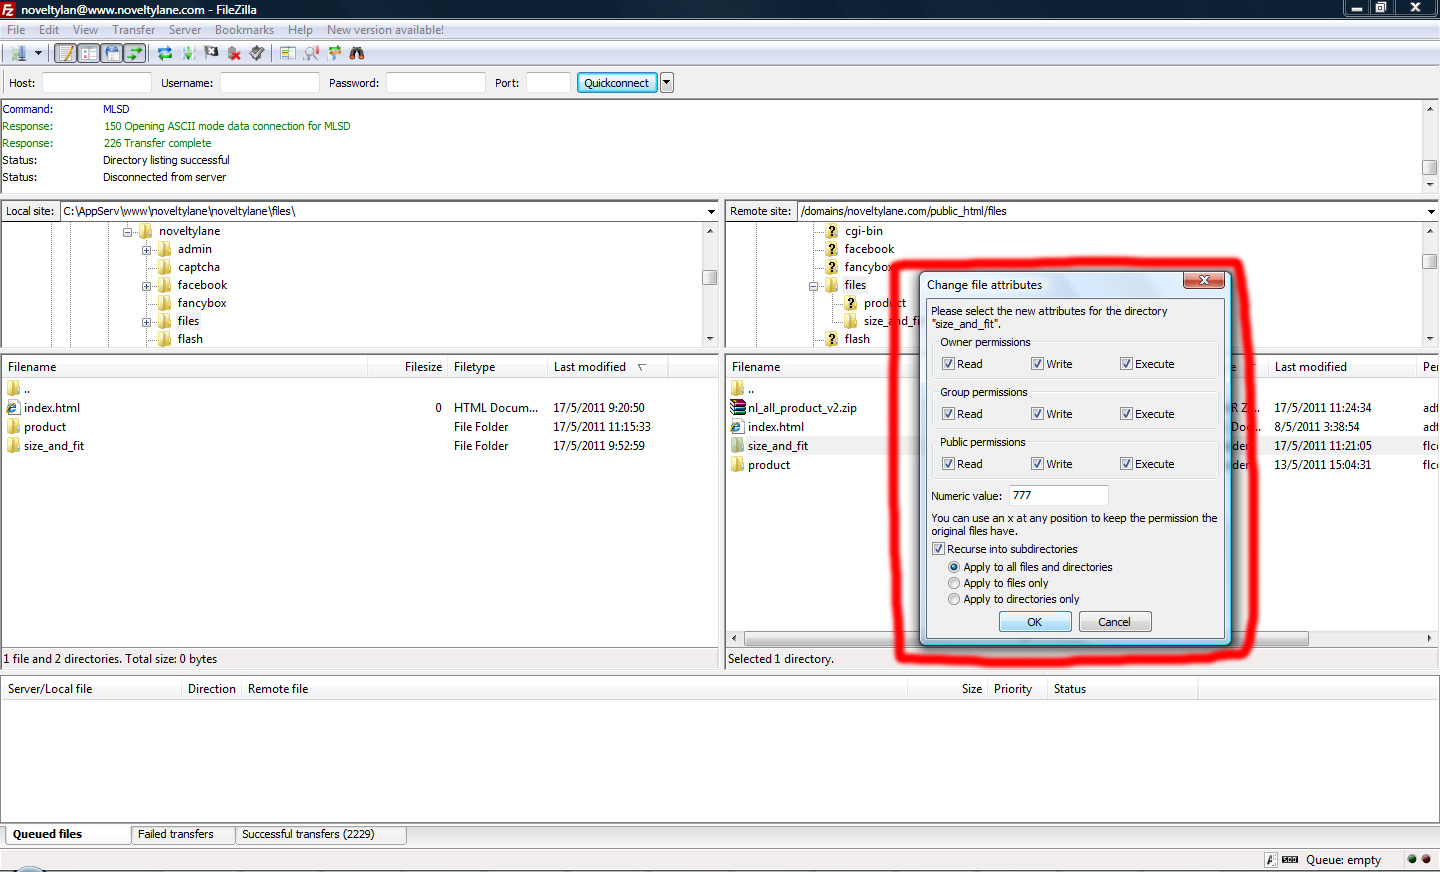 noveltylan@www.noveltylane.com - FileZilla
File Edit View Transfer Server Bookmarks Help New version available!
Host: Username: Password: Port: Quickconnect
Command: MLSD
Response: 150 Opening ASCII mode data connection for MLSD
Response: 226 Transfer complete
Status: Directory listing successful
Status: Disconnected from server
Local site: C:\AppServ\www\noveltylane\noveltylane\files\
noveltylane
admin
captcha
facebook
fancybox
files
flash
Filename Filesize Filetype Last modified
..
index.html 0 HTML Docum... 17/5/2011 9:20:50
product File Folder 17/5/2011 11:15:33
size_and_fit File Folder 17/5/2011 9:52:59
1 file and 2 directories. Total size: 0 bytes
Remote site: /domains/noveltylane.com/public_html/files
cgi-bin
facebook
fancybox
files
product
size_and_fi
flash
Filename Last modified Per
..
nl_all_product_v2.zip 17/5/2011 11:24:34
index.html 8/5/2011 3:38:54
size_and_fit 17/5/2011 11:21:05
product 13/5/2011 15:04:31
Selected 1 directory.
Change file attributes
Please select the new attributes for the directory
"size_and_fit".
Owner permissions
Read Write Execute
Group permissions
Read Write Execute
Public permissions
Read Write Execute
Numeric value: 777
You can use an x at any position to keep the permission the
original files have.
Recurse into subdirectories
Apply to all files and directories
Apply to files only
Apply to directories only
OK Cancel
Server/Local file Direction Remote file Size Priority Status
Queued files Failed transfers Successful transfers (2229)
Queue: empty